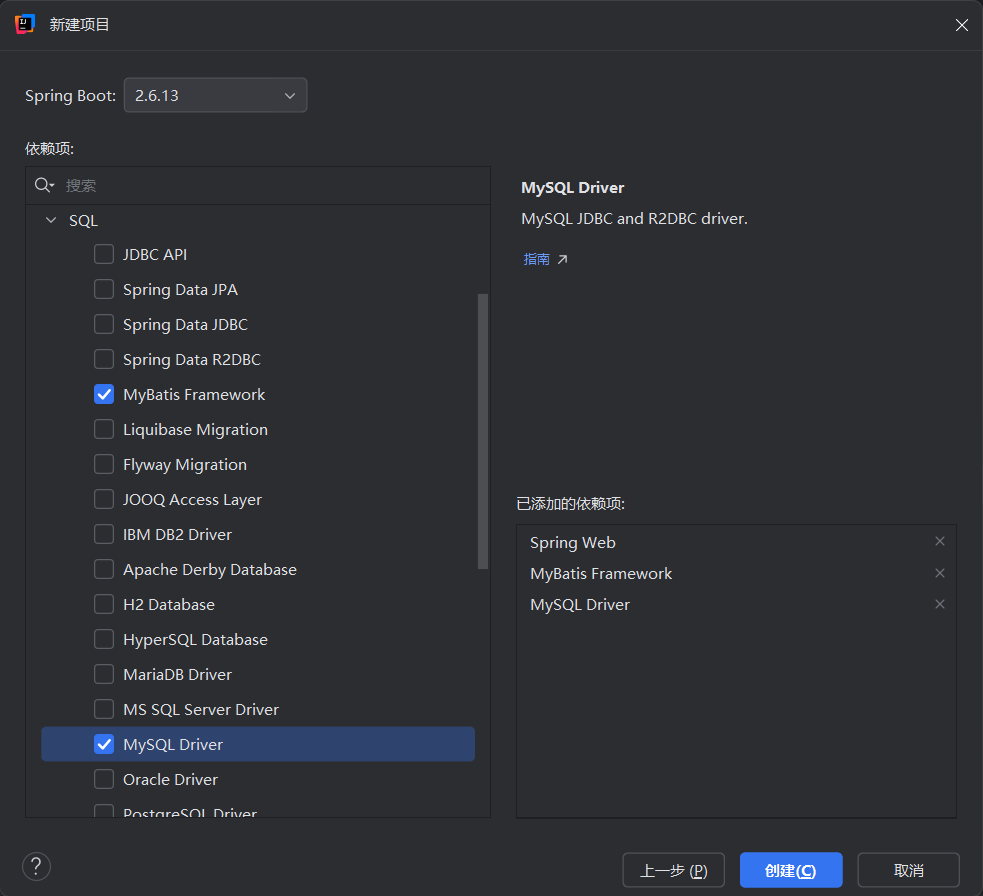 新建项目
Spring Boot: 2.6.13
依赖项:
搜索
SQL
JDBC API
Spring Data JPA
Spring Data JDBC
Spring Data R2DBC
MyBatis Framework
Liquibase Migration
Flyway Migration
JOOQ Access Layer
IBM DB2 Driver
Apache Derby Database
H2 Database
HyperSQL Database
MariaDB Driver
MS SQL Server Driver
MySQL Driver
Oracle Driver
PostgreSQL Driver
MySQL Driver
MySQL JDBC and R2DBC driver.
指南
已添加的依赖项:
Spring Web
MyBatis Framework
MySQL Driver
? 上一步 (P) 创建(C) 取消